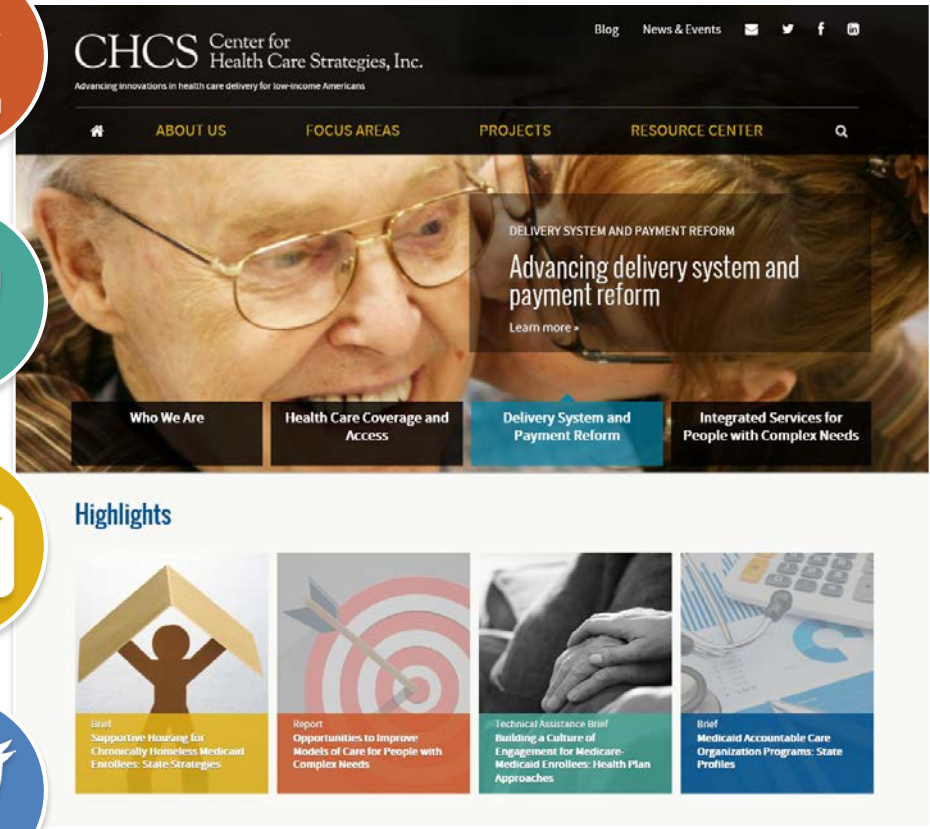 Blog News & Events
CHCS Center for
Health Care Strategies, Inc.
Advancing innovations in health care delivery for low-income Americans
ABOUT US FOCUS AREAS PROJECTS RESOURCE CENTER
DELIVERY SYSTEM AND PAYMENT REFORM
Advancing delivery system and
payment reform
Learn more »
Who We Are
Health Care Coverage and
Access
Delivery System and
Payment Reform
Integrated Services for
People with Complex Needs
Highlights
Brief
Supportive Housing for
Chronically Homeless Medicaid
Enrollees: State Strategies
Report
Opportunities to Improve
Models of Care for People with
Complex Needs
Technical Assistance Brief
Building a Culture of
Engagement for Medicare-
Medicaid Enrollees: Health Plan
Approaches
Brief
Medicaid Accountable Care
Organization Programs: State
Profiles